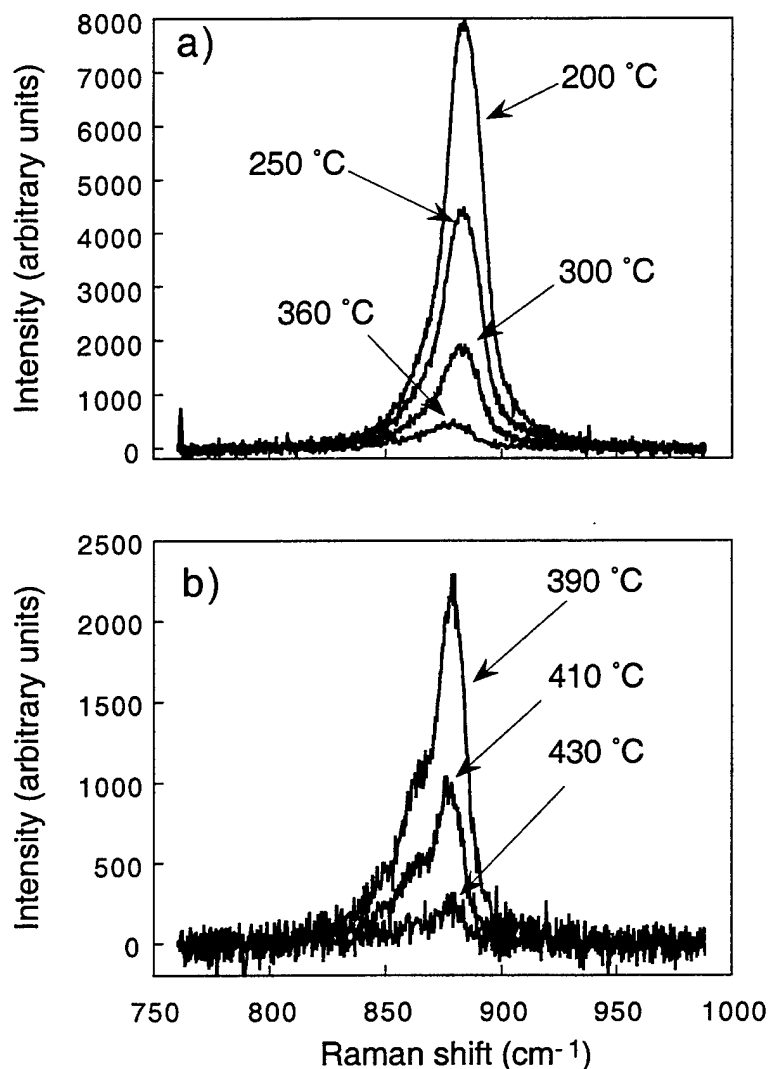 a)
Intensity (arbitrary units)
8000
7000
6000
5000
4000
3000
2000
1000
0
200 °C
250 °C
300 °C
360 °C
b)
Intensity (arbitrary units)
2500
2000
1500
1000
500
0
390 °C
410 °C
430 °C
750 800 850 900 950 1000
Raman shift (cm-1)